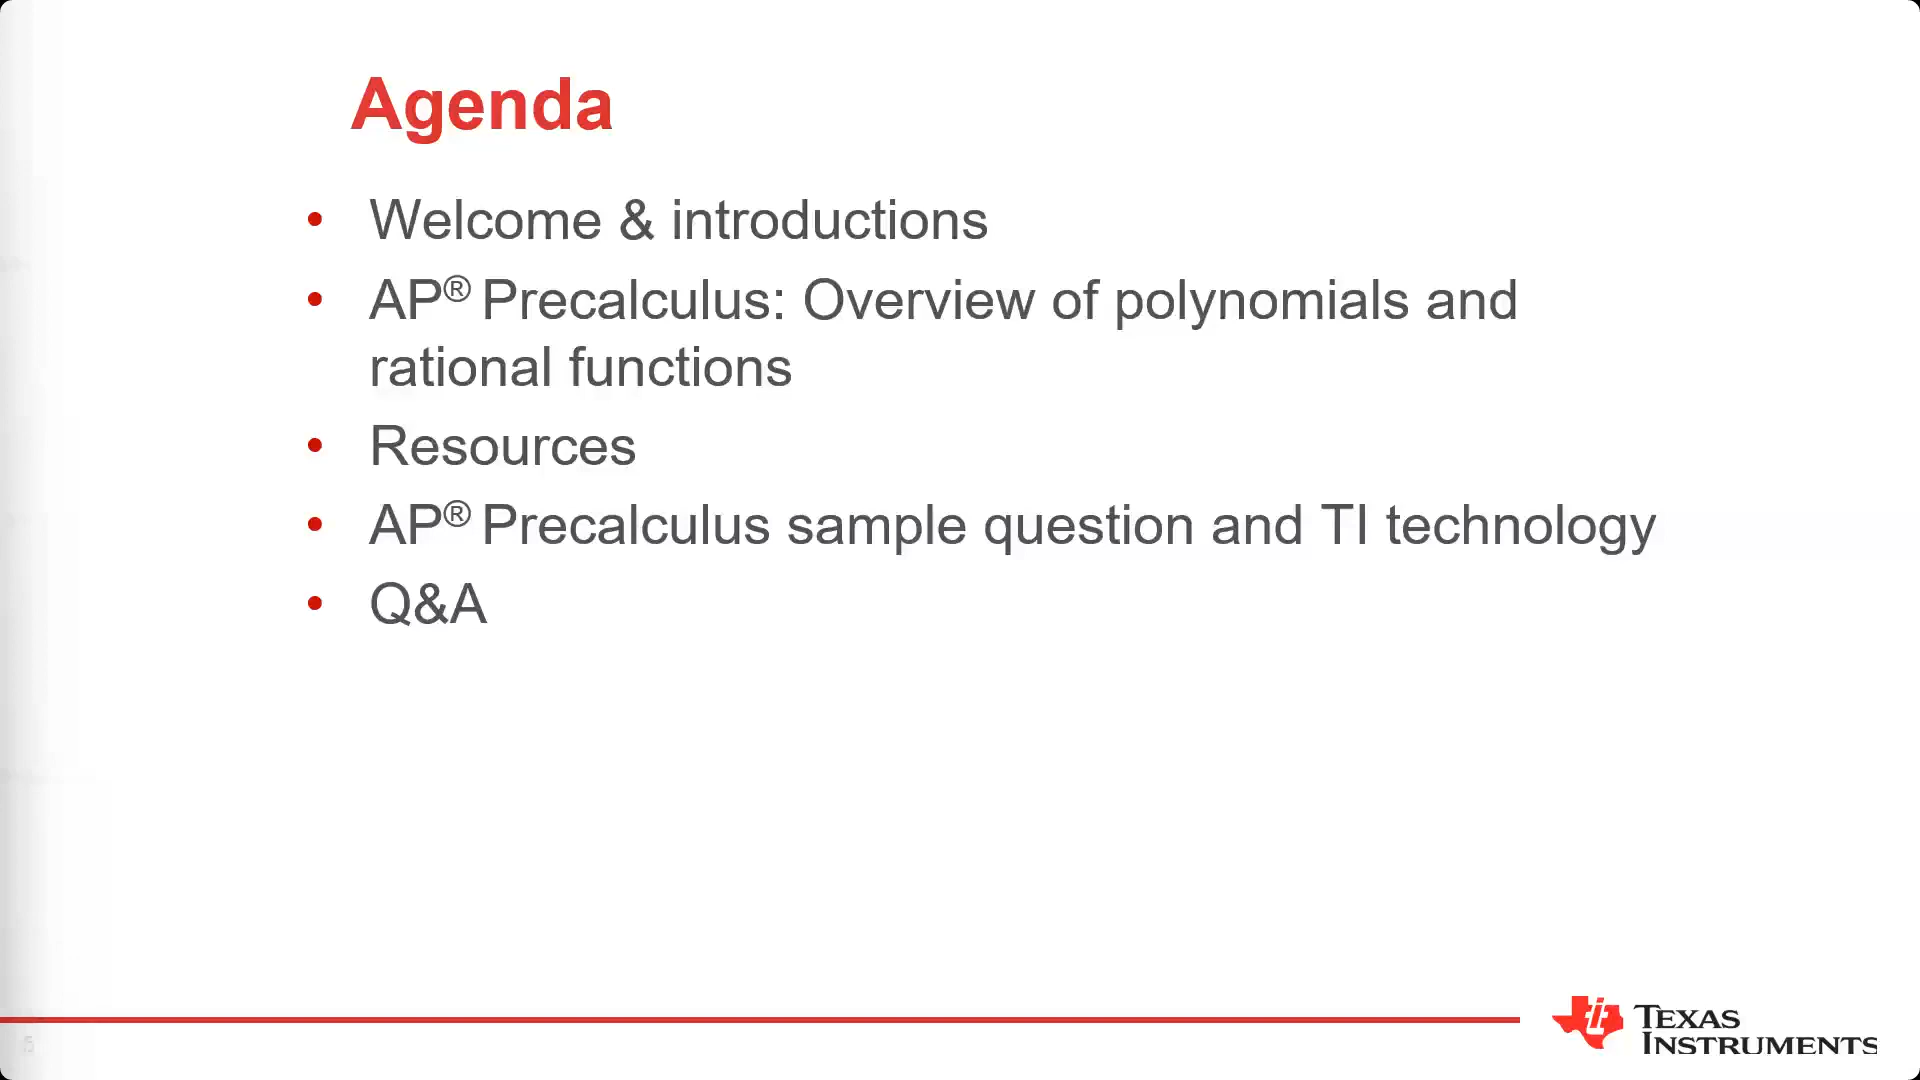 Agenda
• Welcome & introductions
• AP® Precalculus: Overview of polynomials and
rational functions
• Resources
• AP® Precalculus sample question and TI technology
• Q&A
TEXAS
INSTRUMENTS